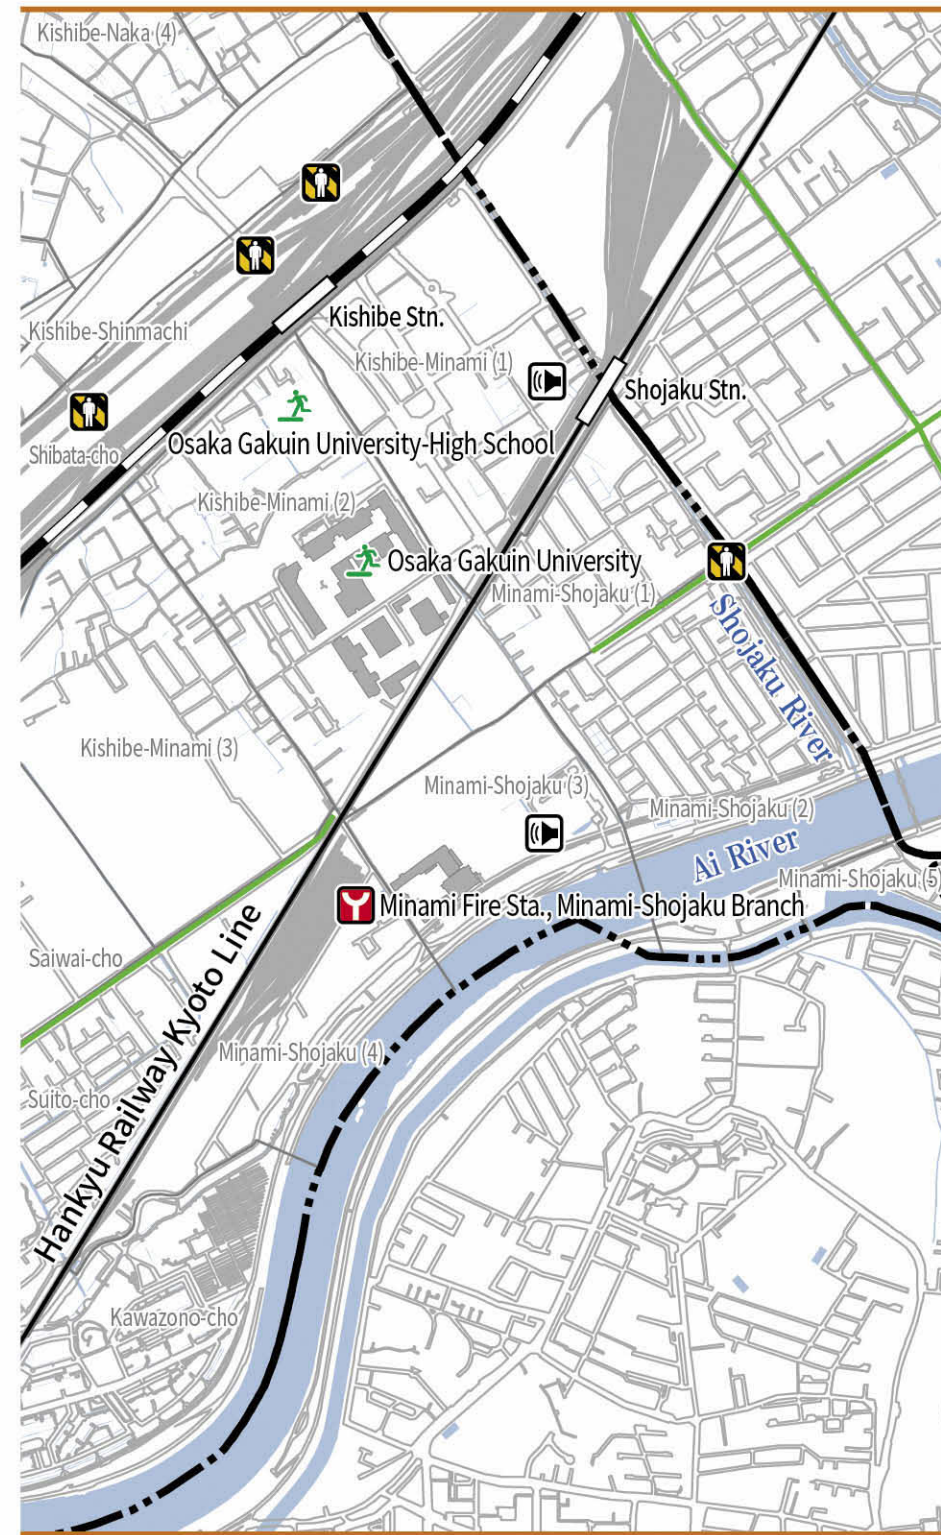 Kishibe-Naka (4)
Kishibe Stn.
Kishibe-Shinmachi
Kishibe-Minami (1)
Shojaku Stn.
Osaka Gakuin University-High School
Shibata-cho
Kishibe-Minami (2)
Osaka Gakuin University
Minami-Shojaku (1)
Shojaku River
Kishibe-Minami (3)
Minami-Shojaku (3)
Minami-Shojaku (2)
Ai River
Minami-Shojaku (5)
Minami Fire Sta., Minami-Shojaku Branch
Saiwai-cho
Hankyu Railway Kyoto Line
Minami-Shojaku (4)
Suito-cho
Kawazono-cho